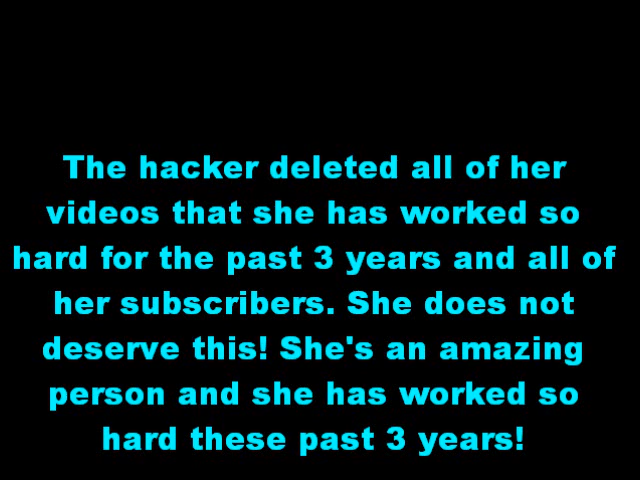 The hacker deleted all of her
videos that she has worked so
hard for the past 3 years and all of
her subscribers. She does not
deserve this! She's an amazing
person and she has worked so
hard these past 3 years!